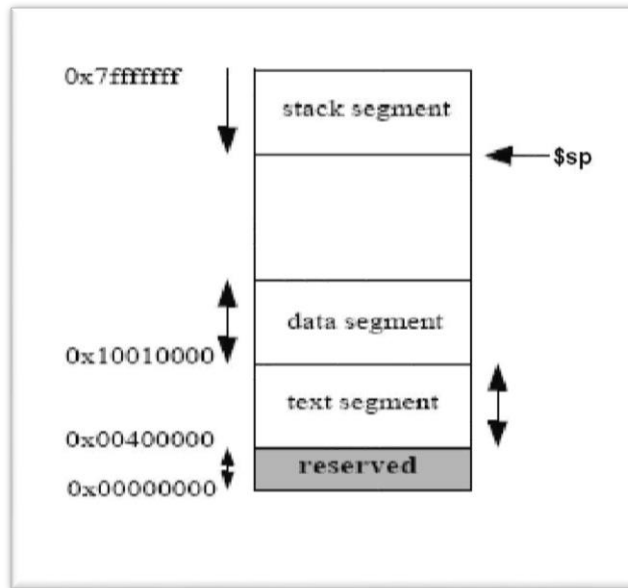 0x7fffffff
stack segment
$sp
data segment
0x10010000
text segment
0x00400000
reserved
0x00000000